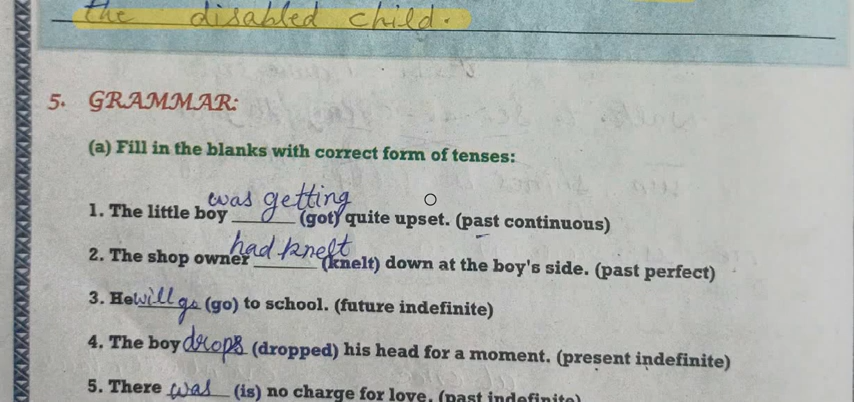 the disabled child.
5. GRAMMAR:
(a) Fill in the blanks with correct form of tenses:
1. The little boy was getting (got) quite upset. (past continuous)
2. The shop owner had knelt (knelt) down at the boy's side. (past perfect)
3. He will go (go) to school. (future indefinite)
4. The boy drops (dropped) his head for a moment. (present indefinite)
5. There was (is) no charge for love. (past indefinite)